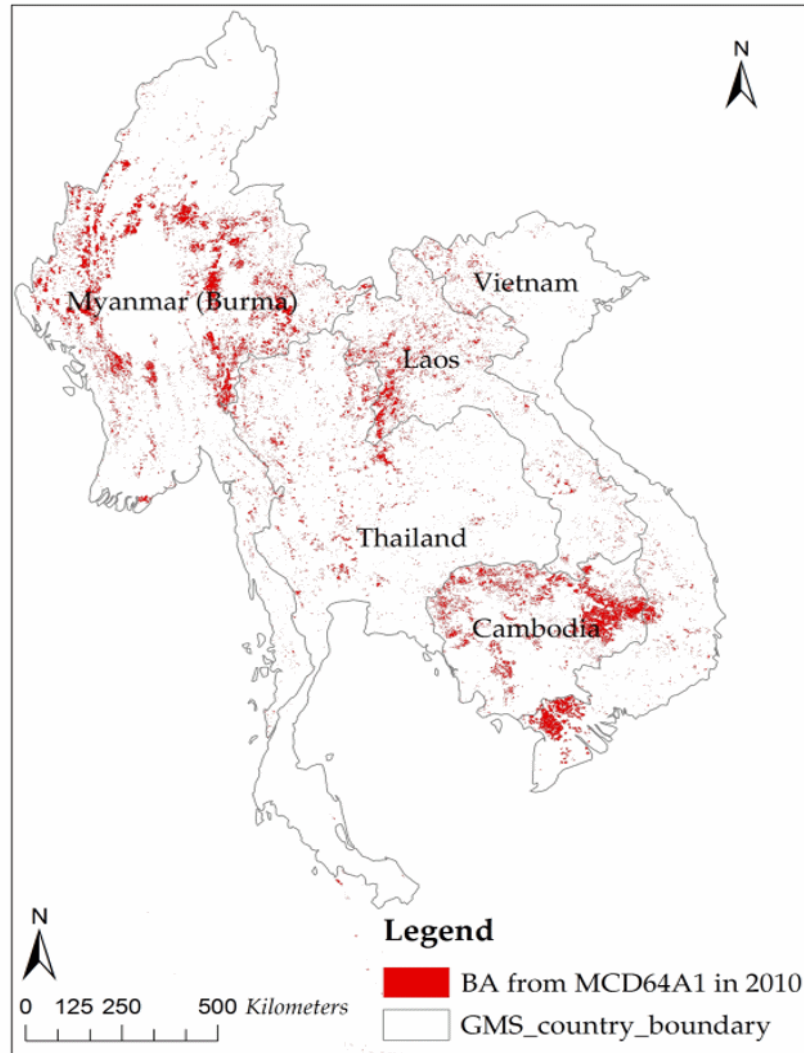 N
Vietnam
Myanmar (Burma)
Laos
Thailand
Cambodia
N
Legend
BA from MCD64A1 in 2010
0 125 250 500 Kilometers
GMS_country_boundary